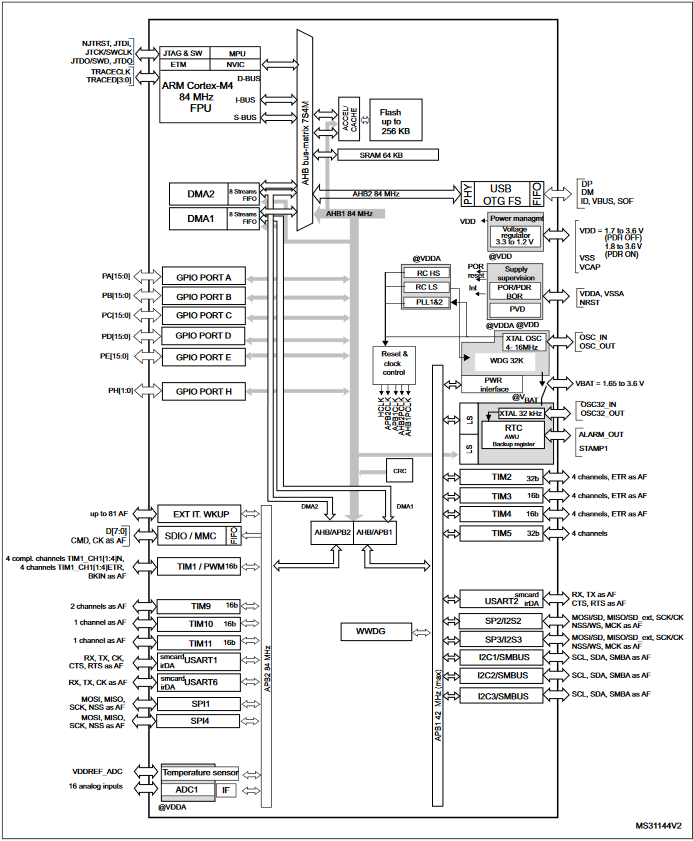 NJTRST, JTDI,
JTCK/SWCLK
JTDO/SWD, JTDO
TRACECLK
TRACED[3:0]
JTAG & SW
MPU
ETM
NVIC
D-BUS
ARM Cortex-M4
84 MHz
FPU
I-BUS
S-BUS
AHB bus-matrix 7S4M
ACCEL/
CACHE
Flash
up to
256 KB
SRAM 64 KB
DMA2
8 Streams
FIFO
DMA1
8 Streams
FIFO
AHB2 84 MHz
AHB1 84 MHz
PHY
USB
OTG FS
FIFO
DP
DM
ID, VBUS, SOF
Power managmt
VDD
Voltage
regulator
3.3 to 1.2 V
@VDD
VDD = 1.7 to 3.6 V
(PDR OFF)
1.8 to 3.6 V
(PDR ON)
VSS
VCAP
@VDDA
RC HS
RC LS
PLL1&2
POR
reset
Int
Supply
supervision
POR/PDR
BOR
PVD
VDDA, VSSA
NRST
@VDDA @VDD
XTAL OSC
4- 16MHz
OSC_IN
OSC_OUT
WDG 32K
PWR
interface
VBAT = 1.65 to 3.6 V
@VBAT
Reset &
clock
control
HCLK
APB2CLK
APB1CLK
AHB2PCLK
AHB1PCLK
LS
LS
XTAL 32 kHz
RTC
AWU
Backup register
OSC32_IN
OSC32_OUT
ALARM_OUT
STAMP1
PA[15:0]
GPIO PORT A
PB[15:0]
GPIO PORT B
PC[15:0]
GPIO PORT C
PD[15:0]
GPIO PORT D
PE[15:0]
GPIO PORT E
PH[1:0]
GPIO PORT H
CRC
DMA2
DMA1
AHB/APB2
AHB/APB1
TIM2
32b
4 channels, ETR as AF
TIM3
16b
4 channels, ETR as AF
TIM4
16b
4 channels, ETR as AF
TIM5
32b
4 channels
up to 81 AF
EXT IT. WKUP
D[7:0]
CMD, CK as AF
SDIO / MMC
FIFO
4 compl. channels TIM1_CH1[1:4]N,
4 channels TIM1_CH1[1:4]ETR,
BKIN as AF
TIM1 / PWM
16b
2 channels as AF
TIM9
16b
1 channel as AF
TIM10
16b
1 channel as AF
TIM11
16b
RX, TX, CK,
CTS, RTS as AF
smcard
irDA
USART1
RX, TX, CK as AF
smcard
irDA
USART6
MOSI, MISO,
SCK, NSS as AF
SPI1
MOSI, MISO,
SCK, NSS as AF
SPI4
APB2 84 MHz
WWDG
APB1 42 MHz (max)
smcard
USART2
irDA
RX, TX as AF
CTS, RTS as AF
SP2/I2S2
MOSI/SD, MISO/SD_ext, SCK/CK
NSS/WS, MCK as AF
SP3/I2S3
MOSI/SD, MISO/SD_ext, SCK/CK
NSS/WS, MCK as AF
I2C1/SMBUS
SCL, SDA, SMBA as AF
I2C2/SMBUS
SCL, SDA, SMBA as AF
I2C3/SMBUS
SCL, SDA, SMBA as AF
VDDREF_ADC
Temperature sensor
16 analog inputs
ADC1
IF
@VDDA
MS31144V2